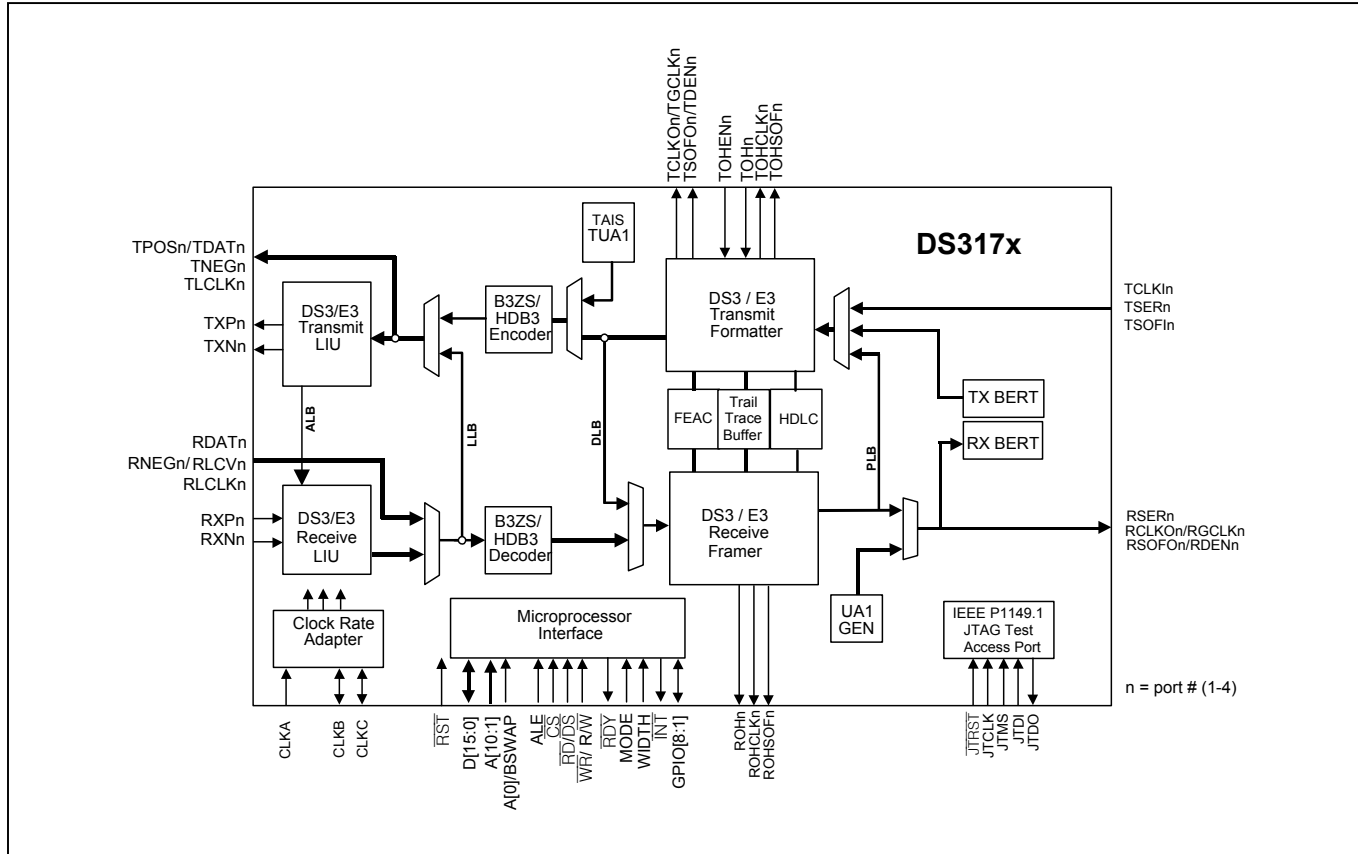 TCLKOn/TGCLKn
TSOFOn/TDENn
TOHENn
TOHn
TOHCLKn
TOHSOFn
DS317x
TAIS
TUA1
TPOSn/TDATn
TNEGn
TLCLKn
TXPn
TXNn
DS3/E3
Transmit
LIU
B3ZS/
HDB3
Encoder
DS3 / E3
Transmit
Formatter
TCLKIn
TSERn
TSOFIn
TX BERT
RX BERT
FEAC
Trail
Trace
Buffer
HDLC
ALB
LLB
DLB
PLB
RDATn
RNEGn/ RLCVn
RLCLKn
RXPn
RXNn
DS3/E3
Receive
LIU
B3ZS/
HDB3
Decoder
DS3 / E3
Receive
Framer
RSERn
RCLKOn/RGCLKn
RSOFOn/RDENn
UA1
GEN
Clock Rate
Adapter
Microprocessor
Interface
IEEE P1149.1
JTAG Test
Access Port
n = port # (1-4)
CLKA
CLKB
CLKC
RST
D[15:0]
A[10:1]
A[0]/BSWAP
ALE
CS
RD/DS
WR/ R/W
RDY
MODE
WIDTH
INT
GPIO[8:1]
ROHn
ROHCLKn
ROHSOFn
JTRST
JTCLK
JTMS
JTDI
JTDO